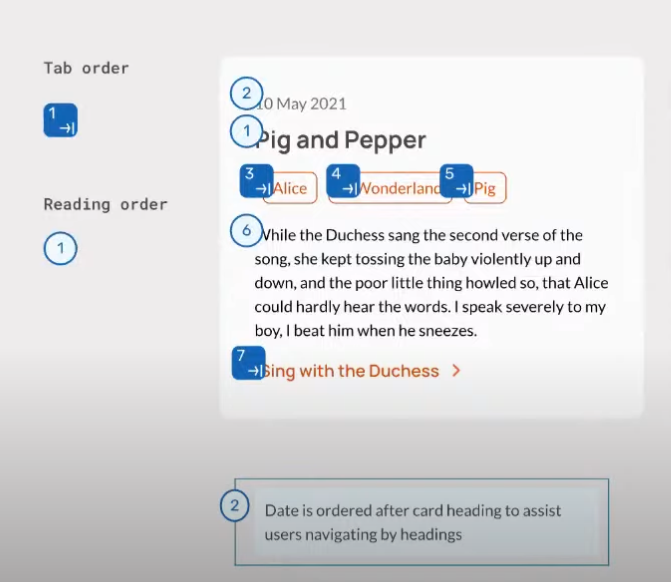 Tab order
1
Reading order
1
2
10 May 2021
1
Pig and Pepper
3 Alice 4 Wonderland 5 Pig
6
While the Duchess sang the second verse of the
song, she kept tossing the baby violently up and
down, and the poor little thing howled so, that Alice
could hardly hear the words. I speak severely to my
boy, I beat him when he sneezes.
7
Sing with the Duchess
2
Date is ordered after card heading to assist
users navigating by headings